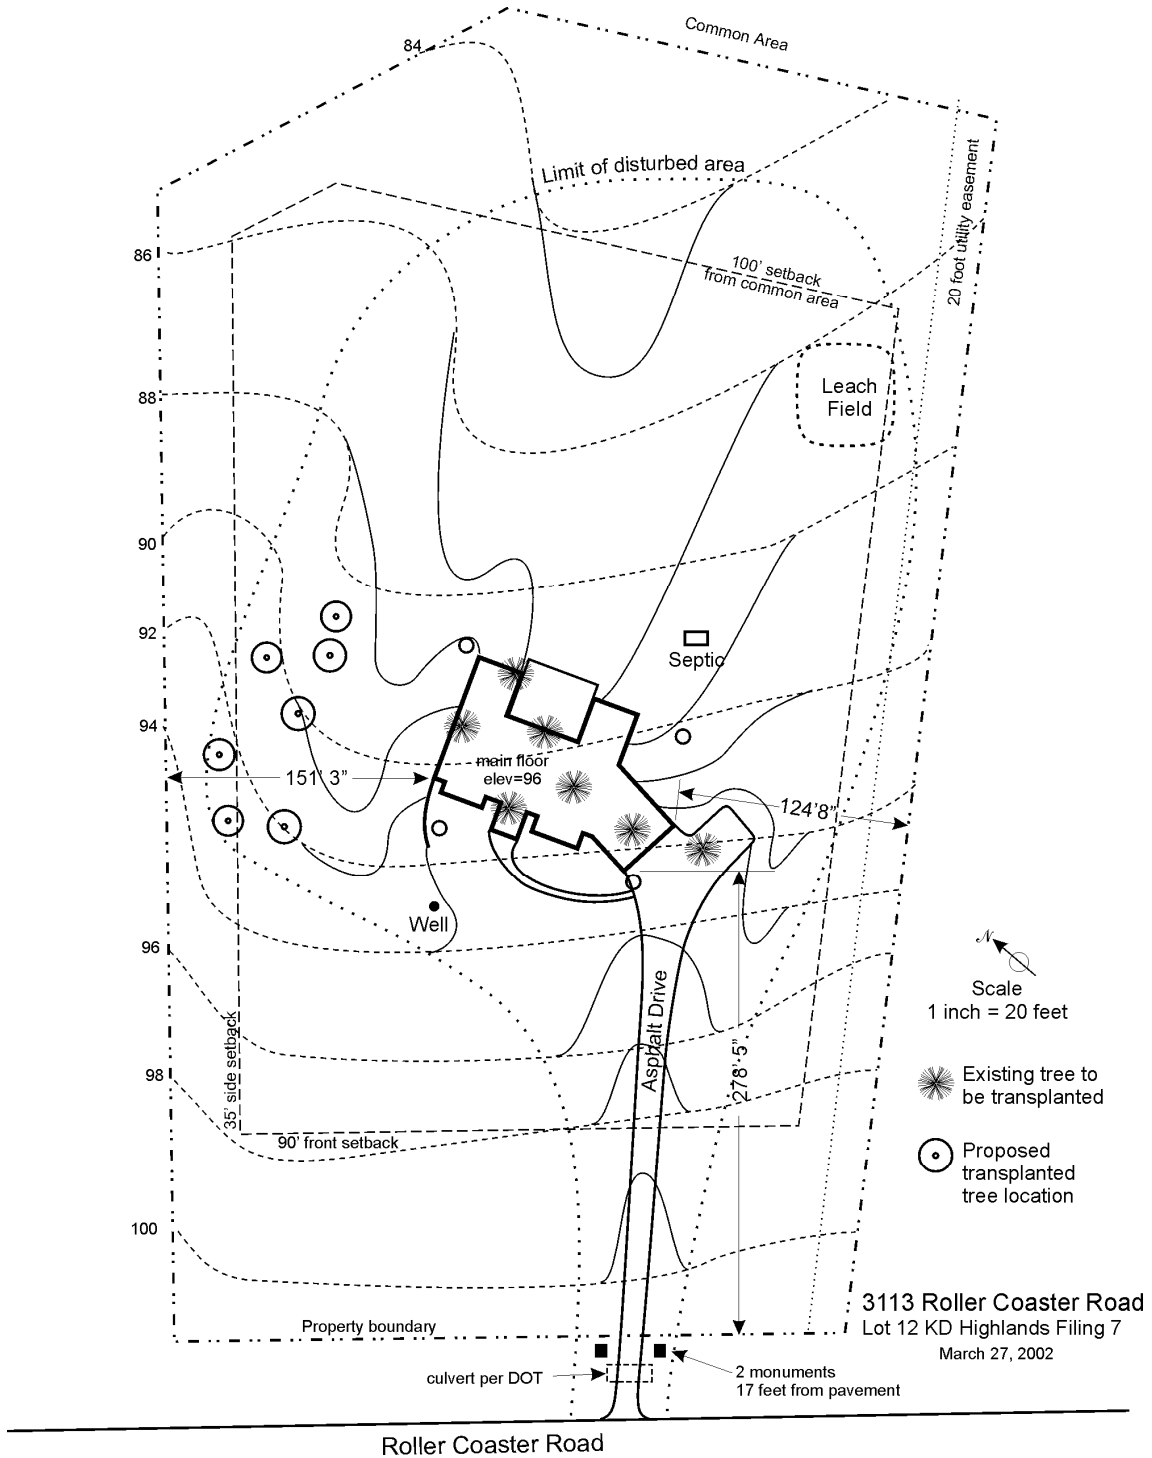 Common Area
84
Limit of disturbed area
20 foot utility easement
86
100' setback
from common area
88
Leach
Field
90
92
Septic
94
main floor
elev=96
151' 3"
124'8"
Well
96
N
Scale
1 inch = 20 feet
Asphalt Drive
278' 5"
98
35' side setback
Existing tree to
be transplanted
90' front setback
Proposed
transplanted
tree location
100
3113 Roller Coaster Road
Lot 12 KD Highlands Filing 7
March 27, 2002
Property boundary
culvert per DOT
2 monuments
17 feet from pavement
Roller Coaster Road